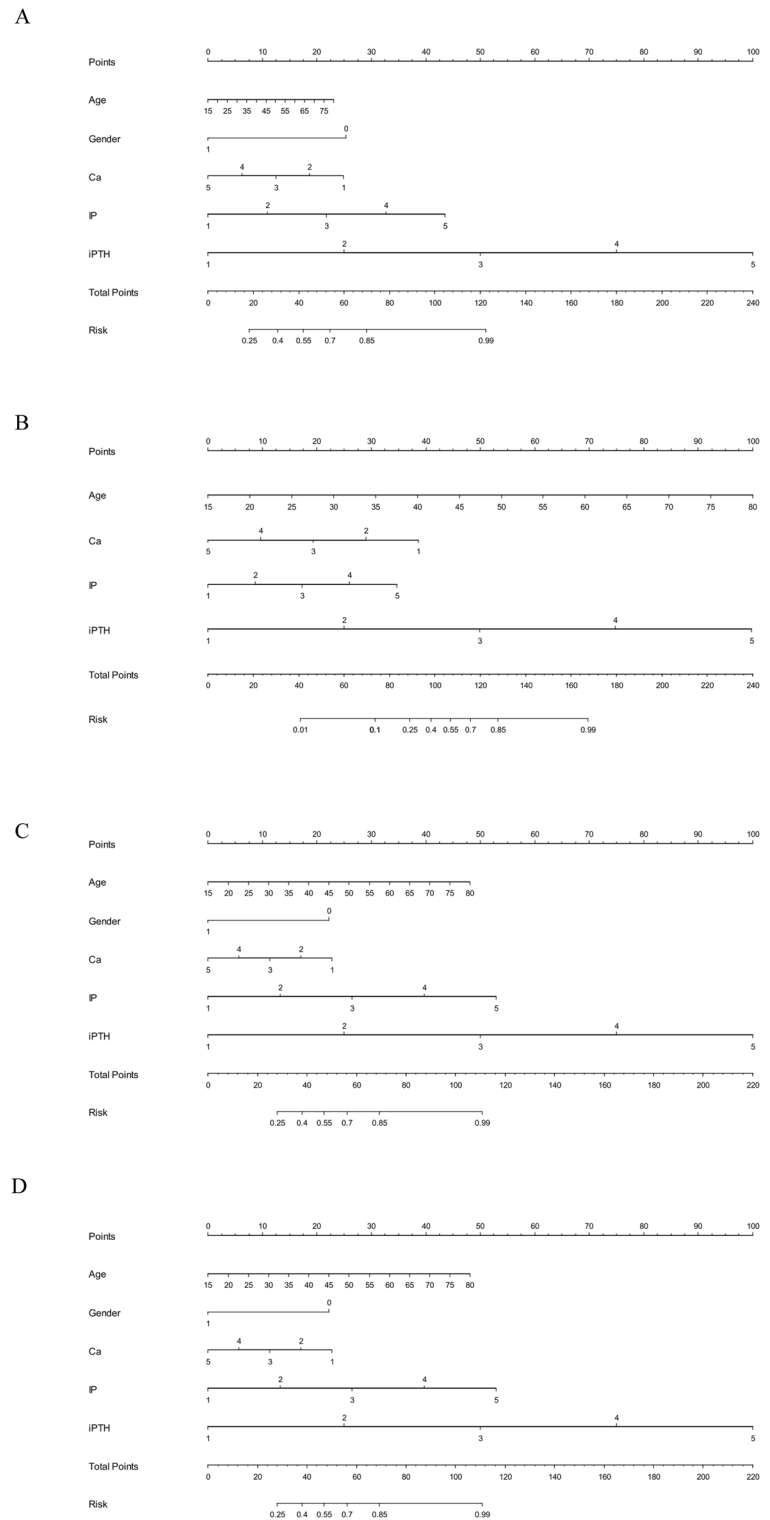 A
0 10 20 30 40 50 60 70 80 90 100
Points
Age
15 25 35 45 55 65 75
0
Gender
1
4 2
Ca
5 3 1
2 4
IP
1 3 5
2 4
iPTH
1 3 5
Total Points
0 20 40 60 80 100 120 140 160 180 200 220 240
Risk
0.25 0.4 0.55 0.7 0.85 0.99
B
0 10 20 30 40 50 60 70 80 90 100
Points
Age
15 20 25 30 35 40 45 50 55 60 65 70 75 80
4 2
Ca
5 3 1
2 4
IP
1 3 5
2 4
iPTH
1 3 5
Total Points
0 20 40 60 80 100 120 140 160 180 200 220 240
Risk
0.01 0.1 0.25 0.4 0.55 0.7 0.85 0.99
C
0 10 20 30 40 50 60 70 80 90 100
Points
Age
15 20 25 30 35 40 45 50 55 60 65 70 75 80
0
Gender
1
4 2
Ca
5 3 1
2 4
IP
1 3 5
2 4
iPTH
1 3 5
Total Points
0 20 40 60 80 100 120 140 160 180 200 220
Risk
0.25 0.4 0.55 0.7 0.85 0.99
D
0 10 20 30 40 50 60 70 80 90 100
Points
Age
15 20 25 30 35 40 45 50 55 60 65 70 75 80
0
Gender
1
4 2
Ca
5 3 1
2 4
IP
1 3 5
2 4
iPTH
1 3 5
Total Points
0 20 40 60 80 100 120 140 160 180 200 220
Risk
0.25 0.4 0.55 0.7 0.85 0.99